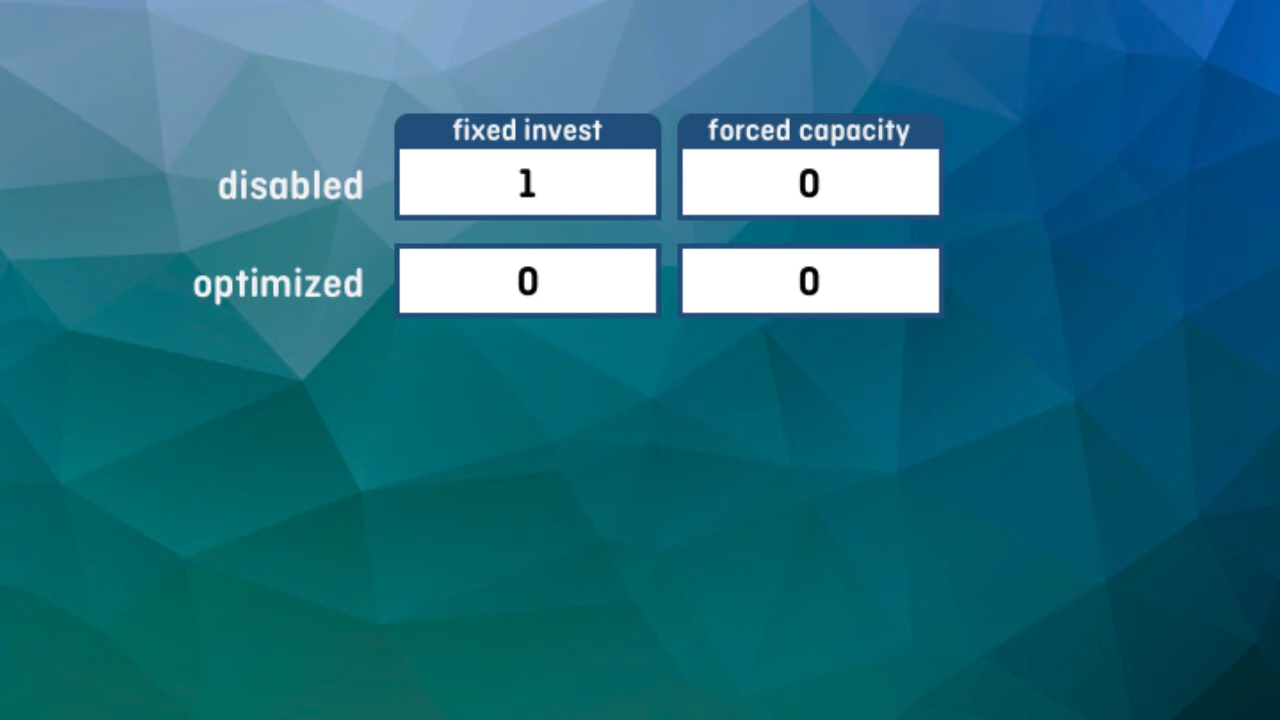 fixed invest forced capacity
disabled 1 0
optimized 0 0